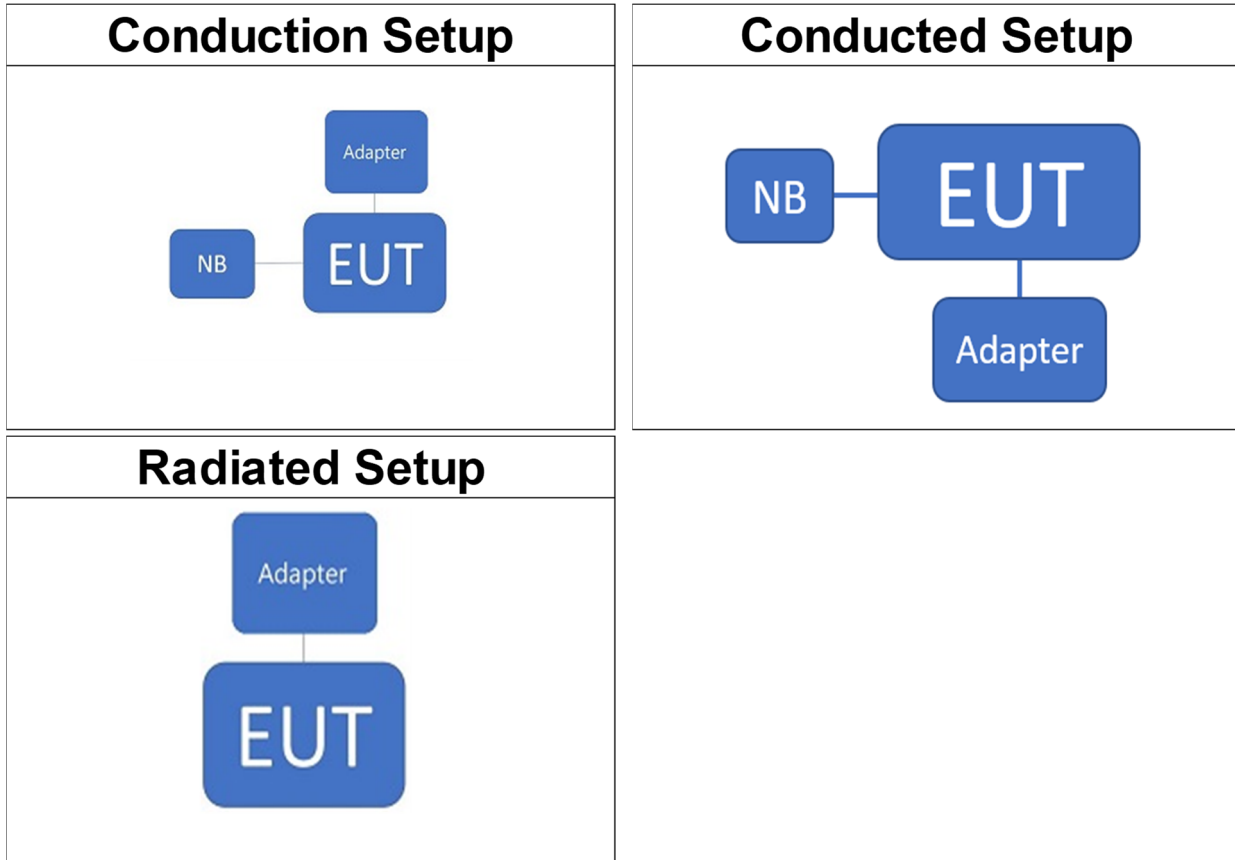 Conduction Setup
Adapter
NB
EUT
Conducted Setup
NB
EUT
Adapter
Radiated Setup
Adapter
EUT